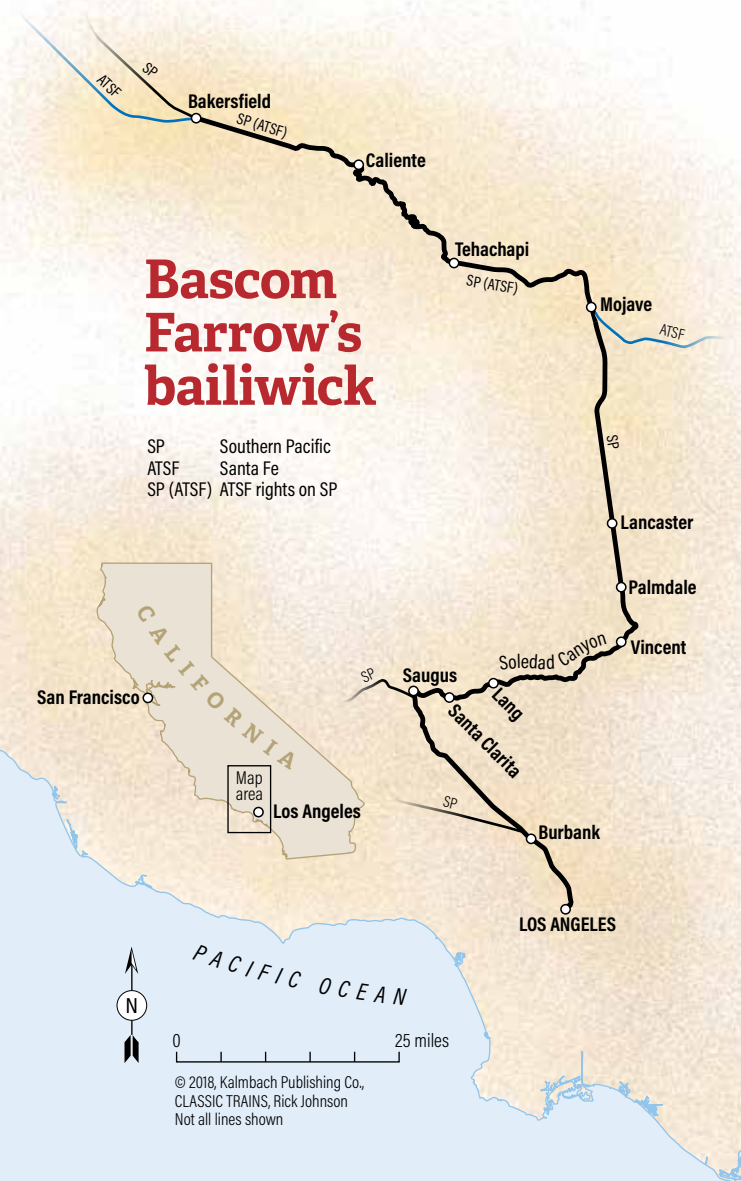 SP
ATSF
Bakersfield
SP (ATSF)
Caliente
Tehachapi
SP (ATSF)
Mojave
ATSF
Bascom
Farrow's
bailiwick
SP Southern Pacific
ATSF Santa Fe
SP (ATSF) ATSF rights on SP
SP
Lancaster
Palmdale
Vincent
Soledad Canyon
Saugus
SP
Lang
Santa Clarita
CALIFORNIA
San Francisco
Map
area
Los Angeles
SP
Burbank
LOS ANGELES
PACIFIC OCEAN
N
0 25 miles
© 2018, Kalmbach Publishing Co.,
CLASSIC TRAINS, Rick Johnson
Not all lines shown